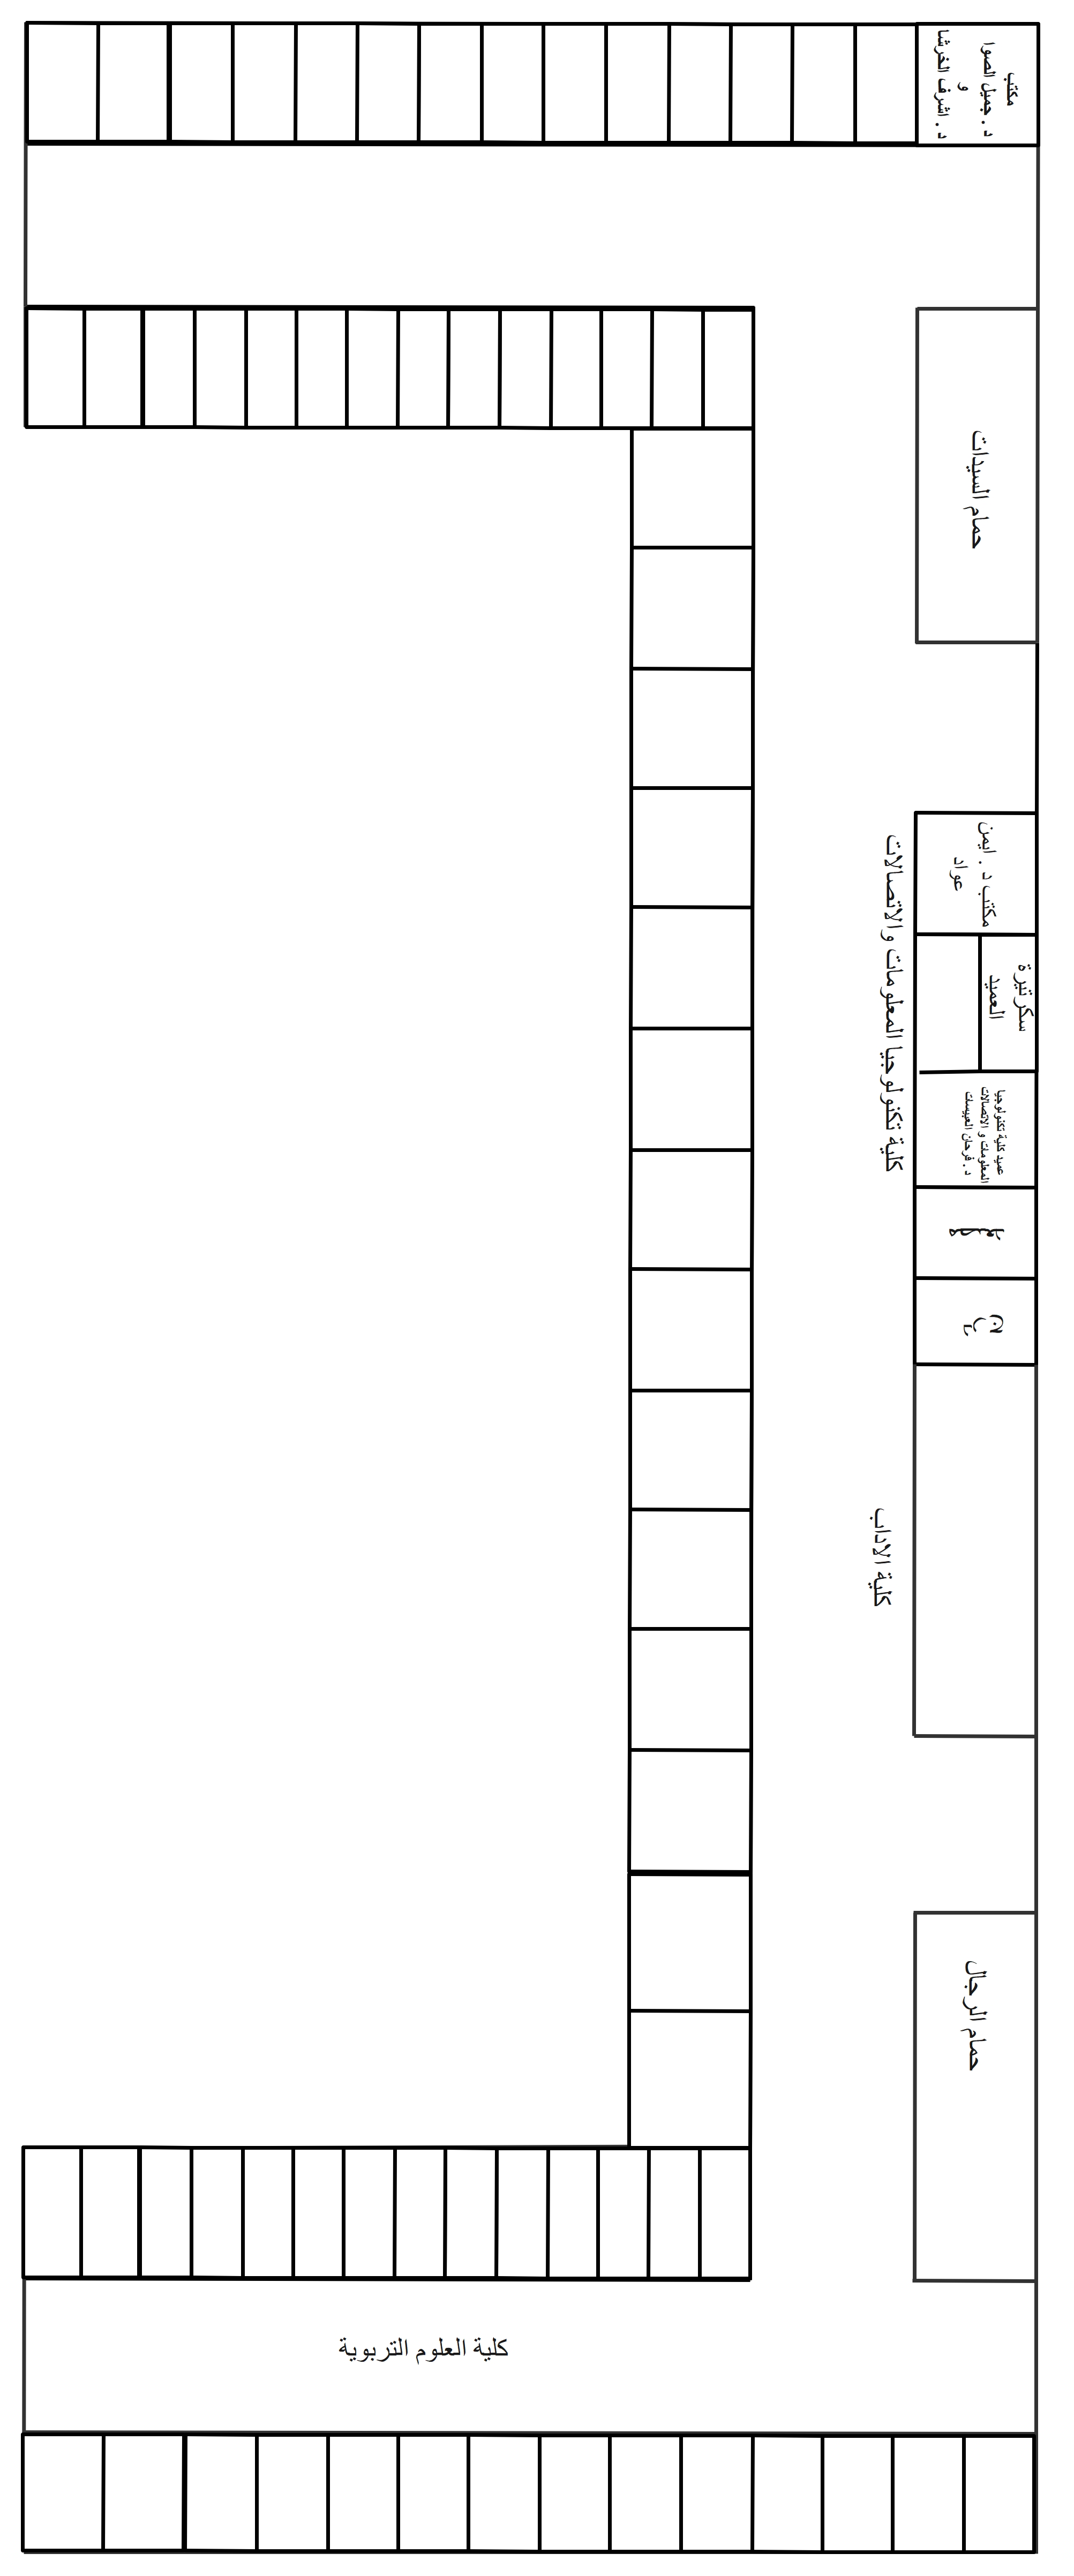 مكتب
د . جميل الصوا
و
د . اشرف الخرشا
حمام السيدات
مكتب د . ايمن
عواد
سكرتيرة
العميد
كلية تكنولوجيا المعلومات والاتصالات
عميد كلية تكنولوجيا
المعلومات و الاتصالات
د . فرحان العبيسات
كلية الاداب
حمام الرجال
كلية العلوم التربوية